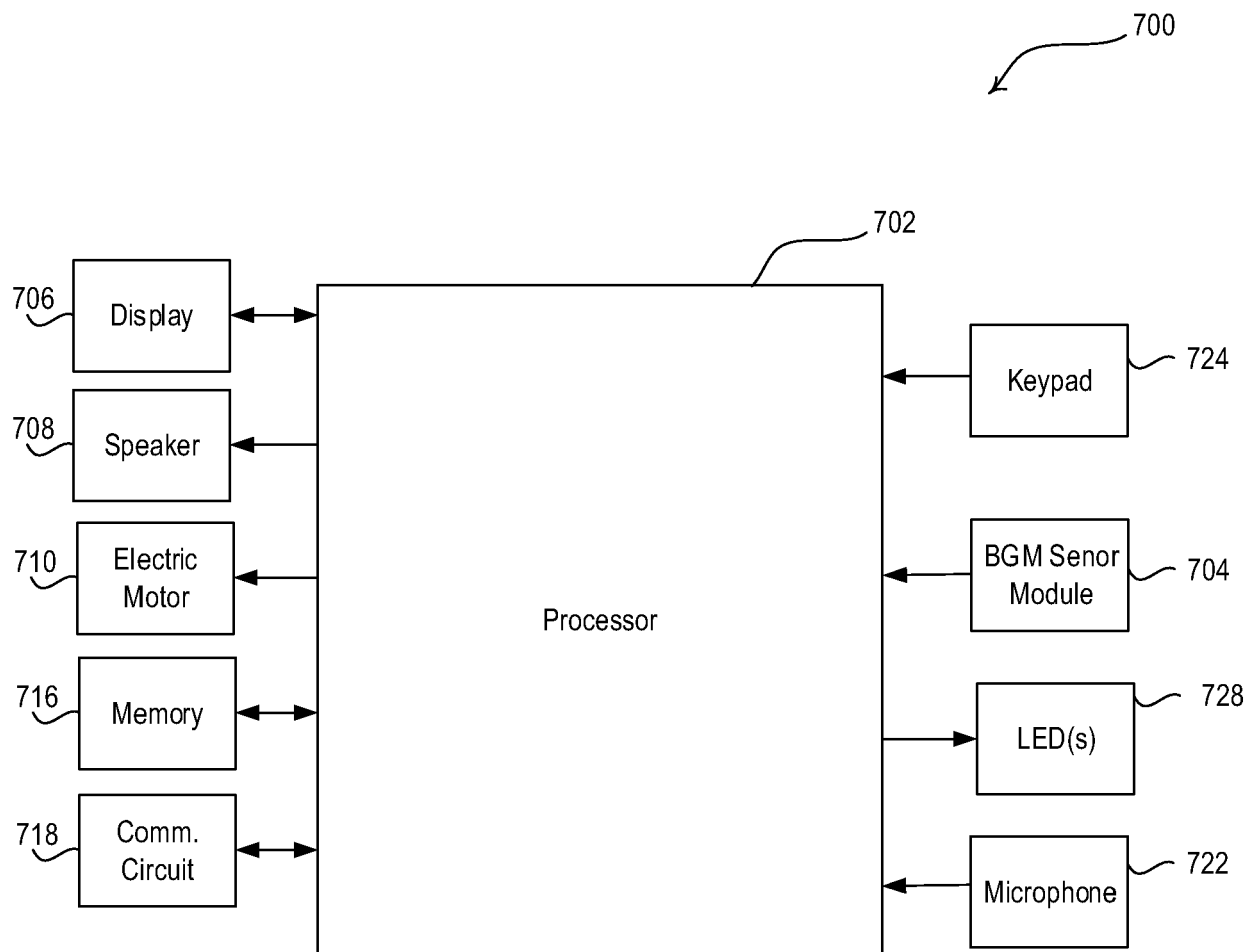 700
702
706
Display
708
Speaker
710
Electric
Motor
716
Memory
718
Comm.
Circuit
Processor
Keypad
724
BGM Senor
Module
704
LED(s)
728
Microphone
722